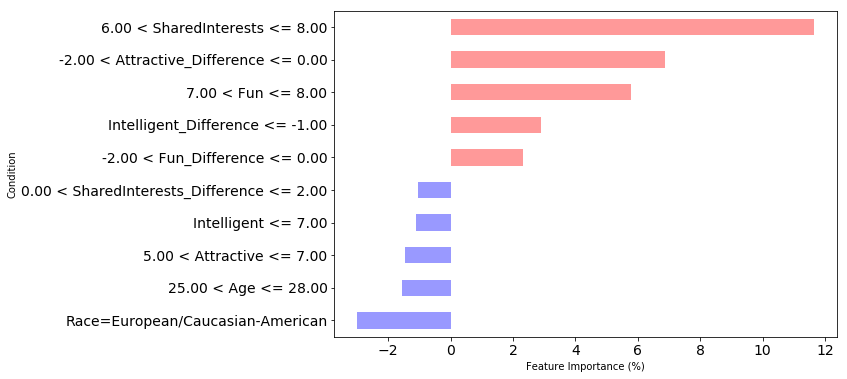 6.00 < SharedInterests <= 8.00
-2.00 < Attractive_Difference <= 0.00
7.00 < Fun <= 8.00
Intelligent_Difference <= -1.00
-2.00 < Fun_Difference <= 0.00
0.00 < SharedInterests_Difference <= 2.00
Intelligent <= 7.00
5.00 < Attractive <= 7.00
25.00 < Age <= 28.00
Race=European/Caucasian-American
Condition
−2 0 2 4 6 8 10 12
Feature Importance (%)